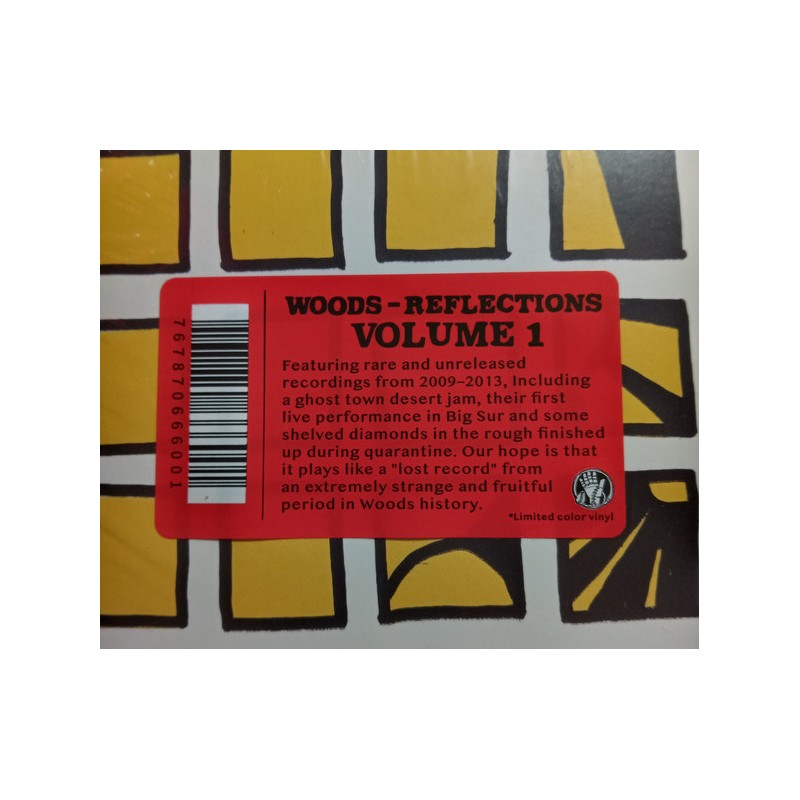 WOODS - REFLECTIONS
VOLUME 1
Featuring rare and unreleased
recordings from 2009-2013, Including
a ghost town desert jam, their first
live performance in Big Sur and some
shelved diamonds in the rough finished
up during quarantine. Our hope is that
it plays like a "lost record" from
an extremely strange and fruitful
period in Woods history.
*Limited color vinyl
767870666001